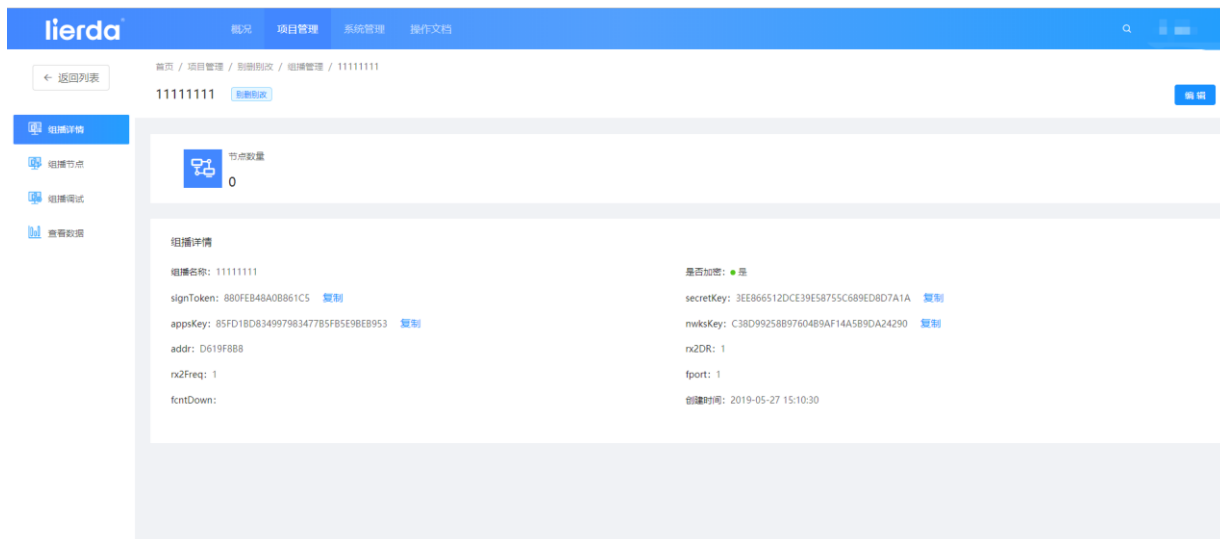 lierda
概况 项目管理 系统管理 操作文档
← 返回列表
首页 / 项目管理 / 别删别改 / 组播管理 / 11111111
11111111 别删别改
编辑
组播详情
组播节点
组播调试
查看数据
节点数量
0
组播详情
组播名称: 11111111 是否加密: 是
signToken: 880FEB48A0B861C5 复制 secretKey: 3EE866512DCE39E58755C689ED8D7A1A 复制
appsKey: 85FD1BD834997983477B5FB5E9BEB953 复制 nwksKey: C38D99258B97604B9AF14A5B9DA24290 复制
addr: D619F8B8 rx2DR: 1
rx2Freq: 1 fport: 1
fcntDown: 创建时间: 2019-05-27 15:10:30